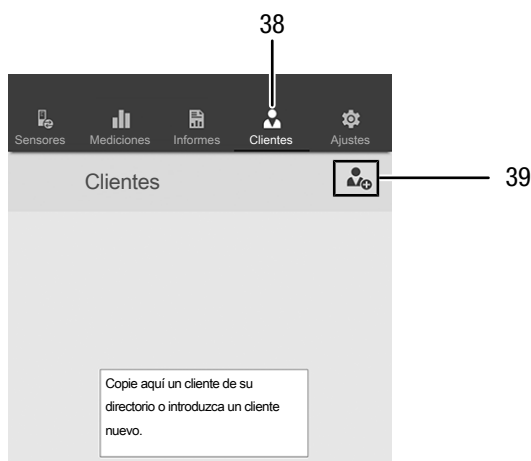 38
Sensores Mediciones Informes Clientes Ajustes
Clientes
39
Copie aquí un cliente de su
directorio o introduzca un cliente
nuevo.